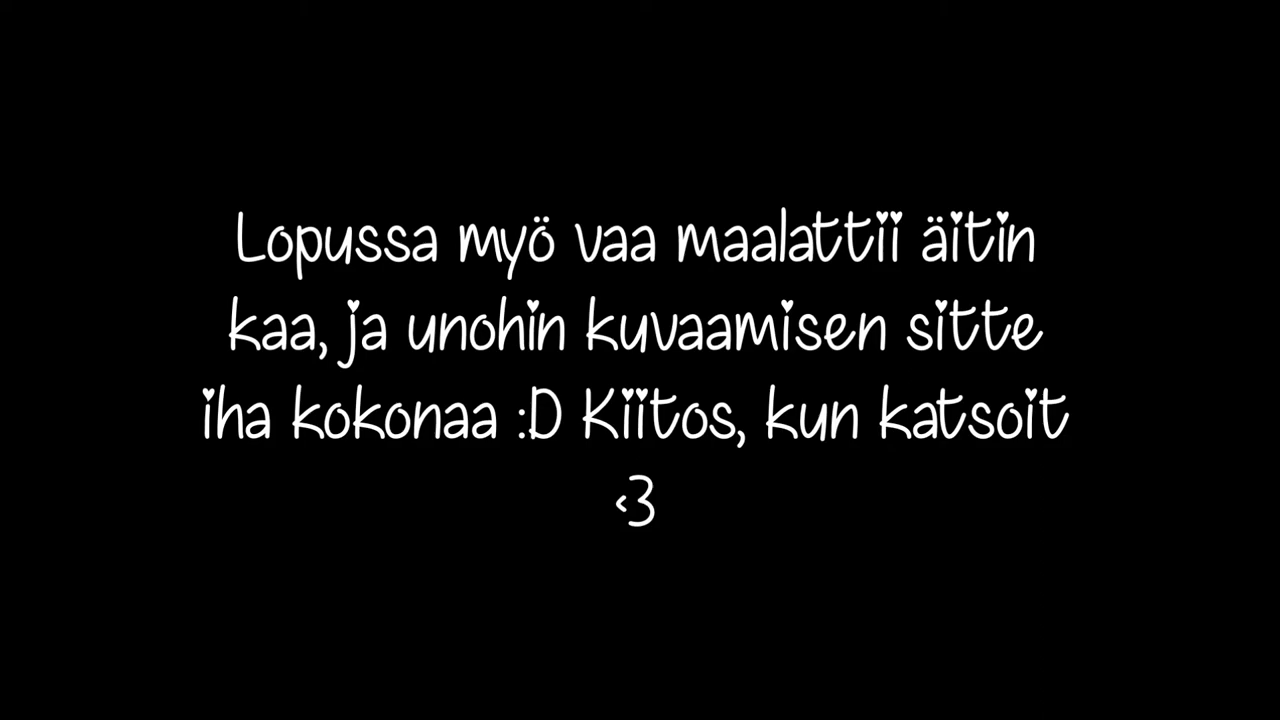 Lopussa myö vaa maalattii äitin
kaa, ja unohin kuvaamisen sitte
iha kokonaa :D Kiitos, kun katsoit
<3